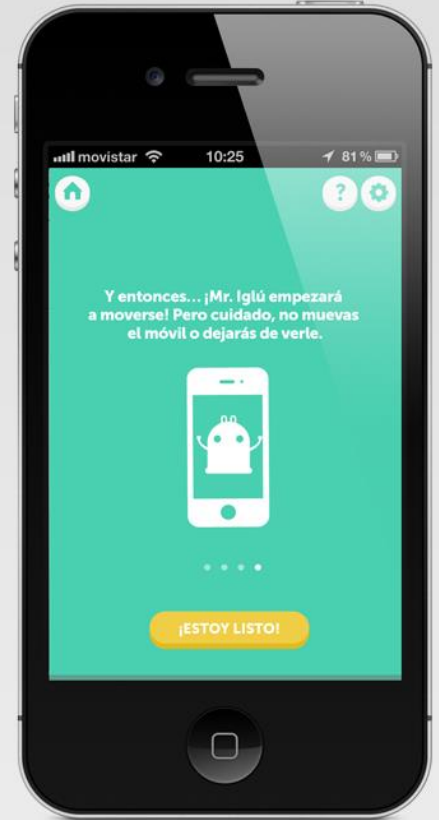 movistar 10:25 81%
?
Y entonces... ¡Mr. Iglú empezará
a moverse! Pero cuidado, no muevas
el móvil o dejarás de verle.
¡ESTOY LISTO!